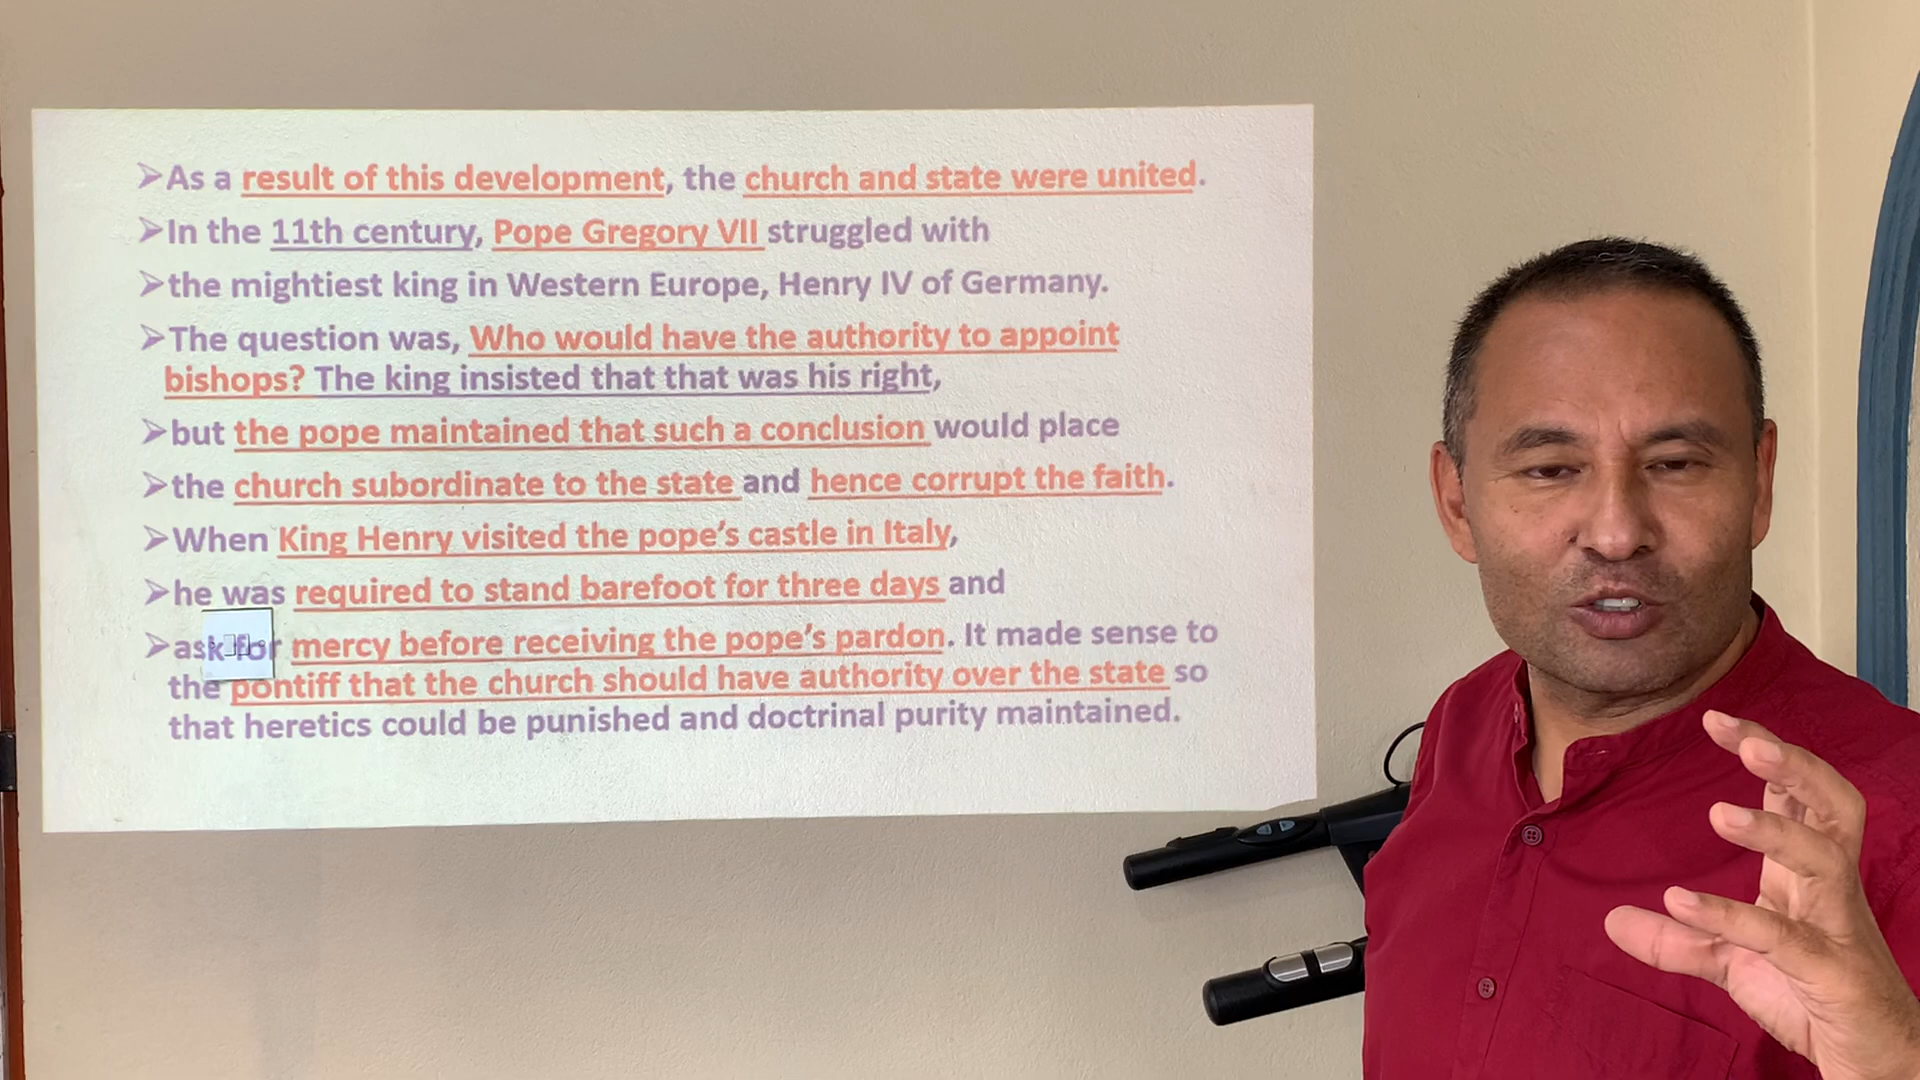 ➢As a result of this development, the church and state were united.
➢In the 11th century, Pope Gregory VII struggled with
➢the mightiest king in Western Europe, Henry IV of Germany.
➢The question was, Who would have the authority to appoint
bishops? The king insisted that that was his right,
➢but the pope maintained that such a conclusion would place
➢the church subordinate to the state and hence corrupt the faith.
➢When King Henry visited the pope's castle in Italy,
➢he was required to stand barefoot for three days and
➢ask for mercy before receiving the pope's pardon. It made sense to
the pontiff that the church should have authority over the state so
that heretics could be punished and doctrinal purity maintained.